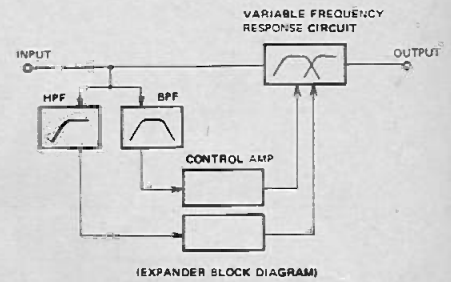 VARIABLE FREQUENCY
RESPONSE CIRCUIT
INPUT
OUTPUT
HPF
BPF
CONTROL AMP
(EXPANDER BLOCK DIAGRAM)